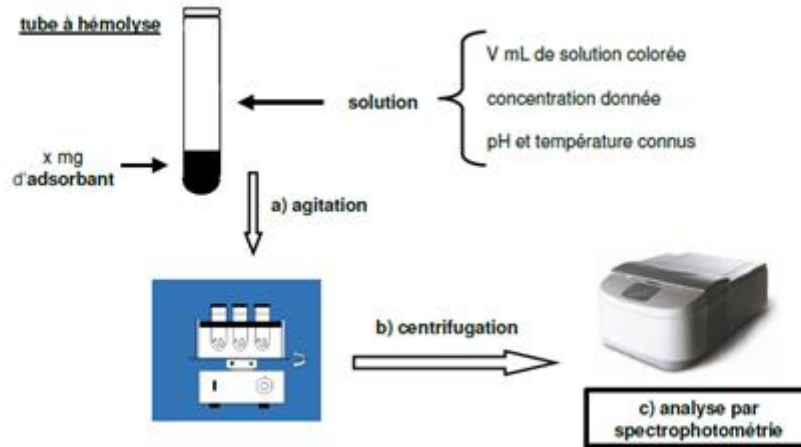 tube à hémolyse
V mL de solution colorée
solution
concentration donnée
pH et température connus
x mg
d'adsorbant
a) agitation
b) centrifugation
c) analyse par
spectrophotométrie